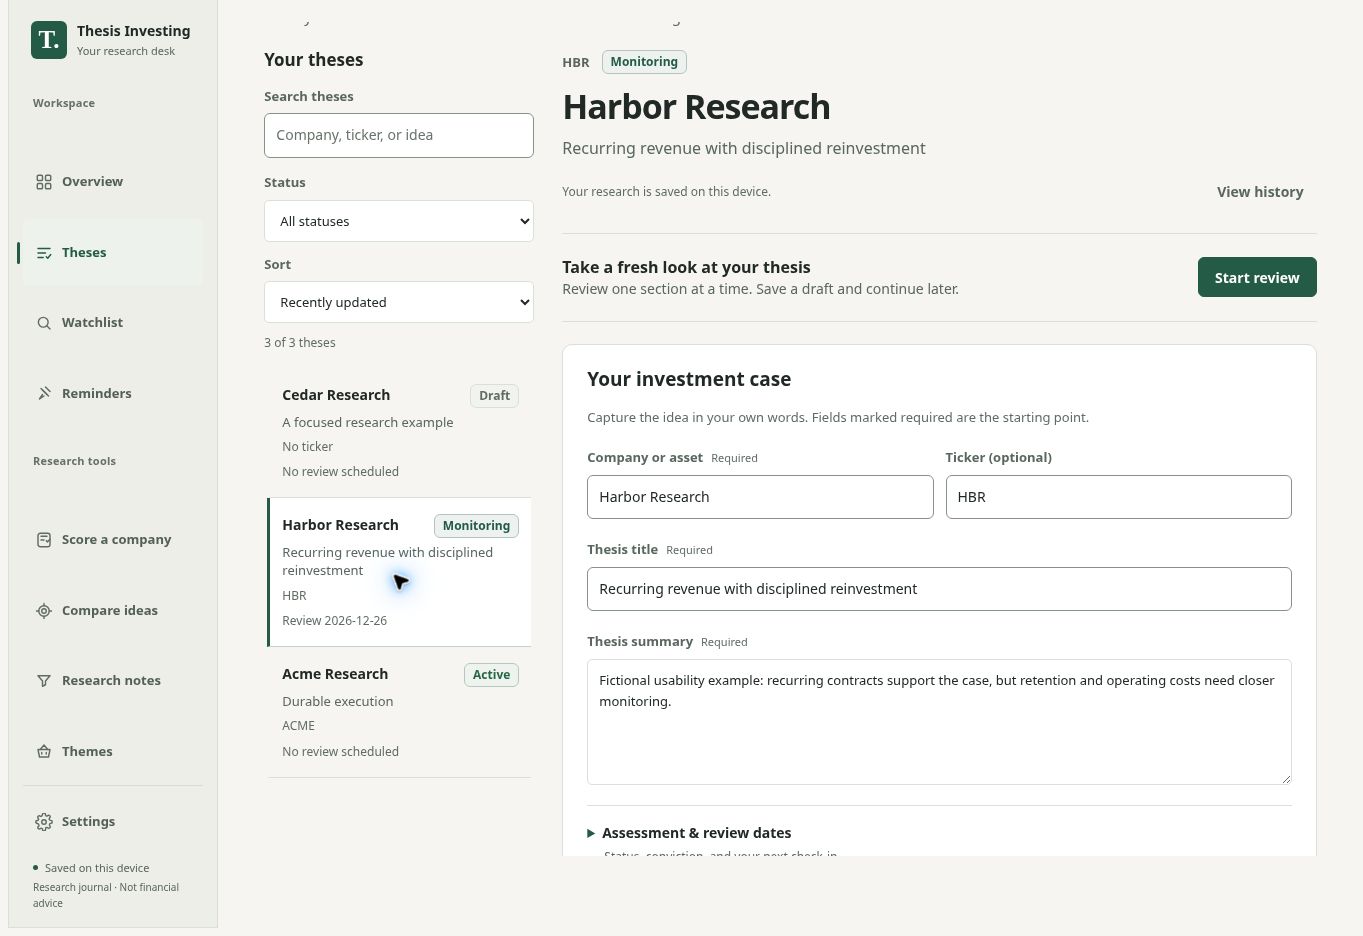 T.
Thesis Investing
Your research desk
Workspace
Overview
Theses
Watchlist
Reminders
Research tools
Score a company
Compare ideas
Research notes
Themes
Settings
Saved on this device
Research journal · Not financial
advice
Your theses
Search theses
Company, ticker, or idea
Status
All statuses
Sort
Recently updated
3 of 3 theses
Cedar Research
Draft
A focused research example
No ticker
No review scheduled
Harbor Research
Monitoring
Recurring revenue with disciplined
reinvestment
HBR
Review 2026-12-26
Acme Research
Active
Durable execution
ACME
No review scheduled
HBR
Monitoring
Harbor Research
Recurring revenue with disciplined reinvestment
Your research is saved on this device.
View history
Take a fresh look at your thesis
Review one section at a time. Save a draft and continue later.
Start review
Your investment case
Capture the idea in your own words. Fields marked required are the starting point.
Company or asset Required
Harbor Research
Ticker (optional)
HBR
Thesis title Required
Recurring revenue with disciplined reinvestment
Thesis summary Required
Fictional usability example: recurring contracts support the case, but retention and operating costs need closer
monitoring.
Assessment & review dates
Status, conviction, and your next check-in